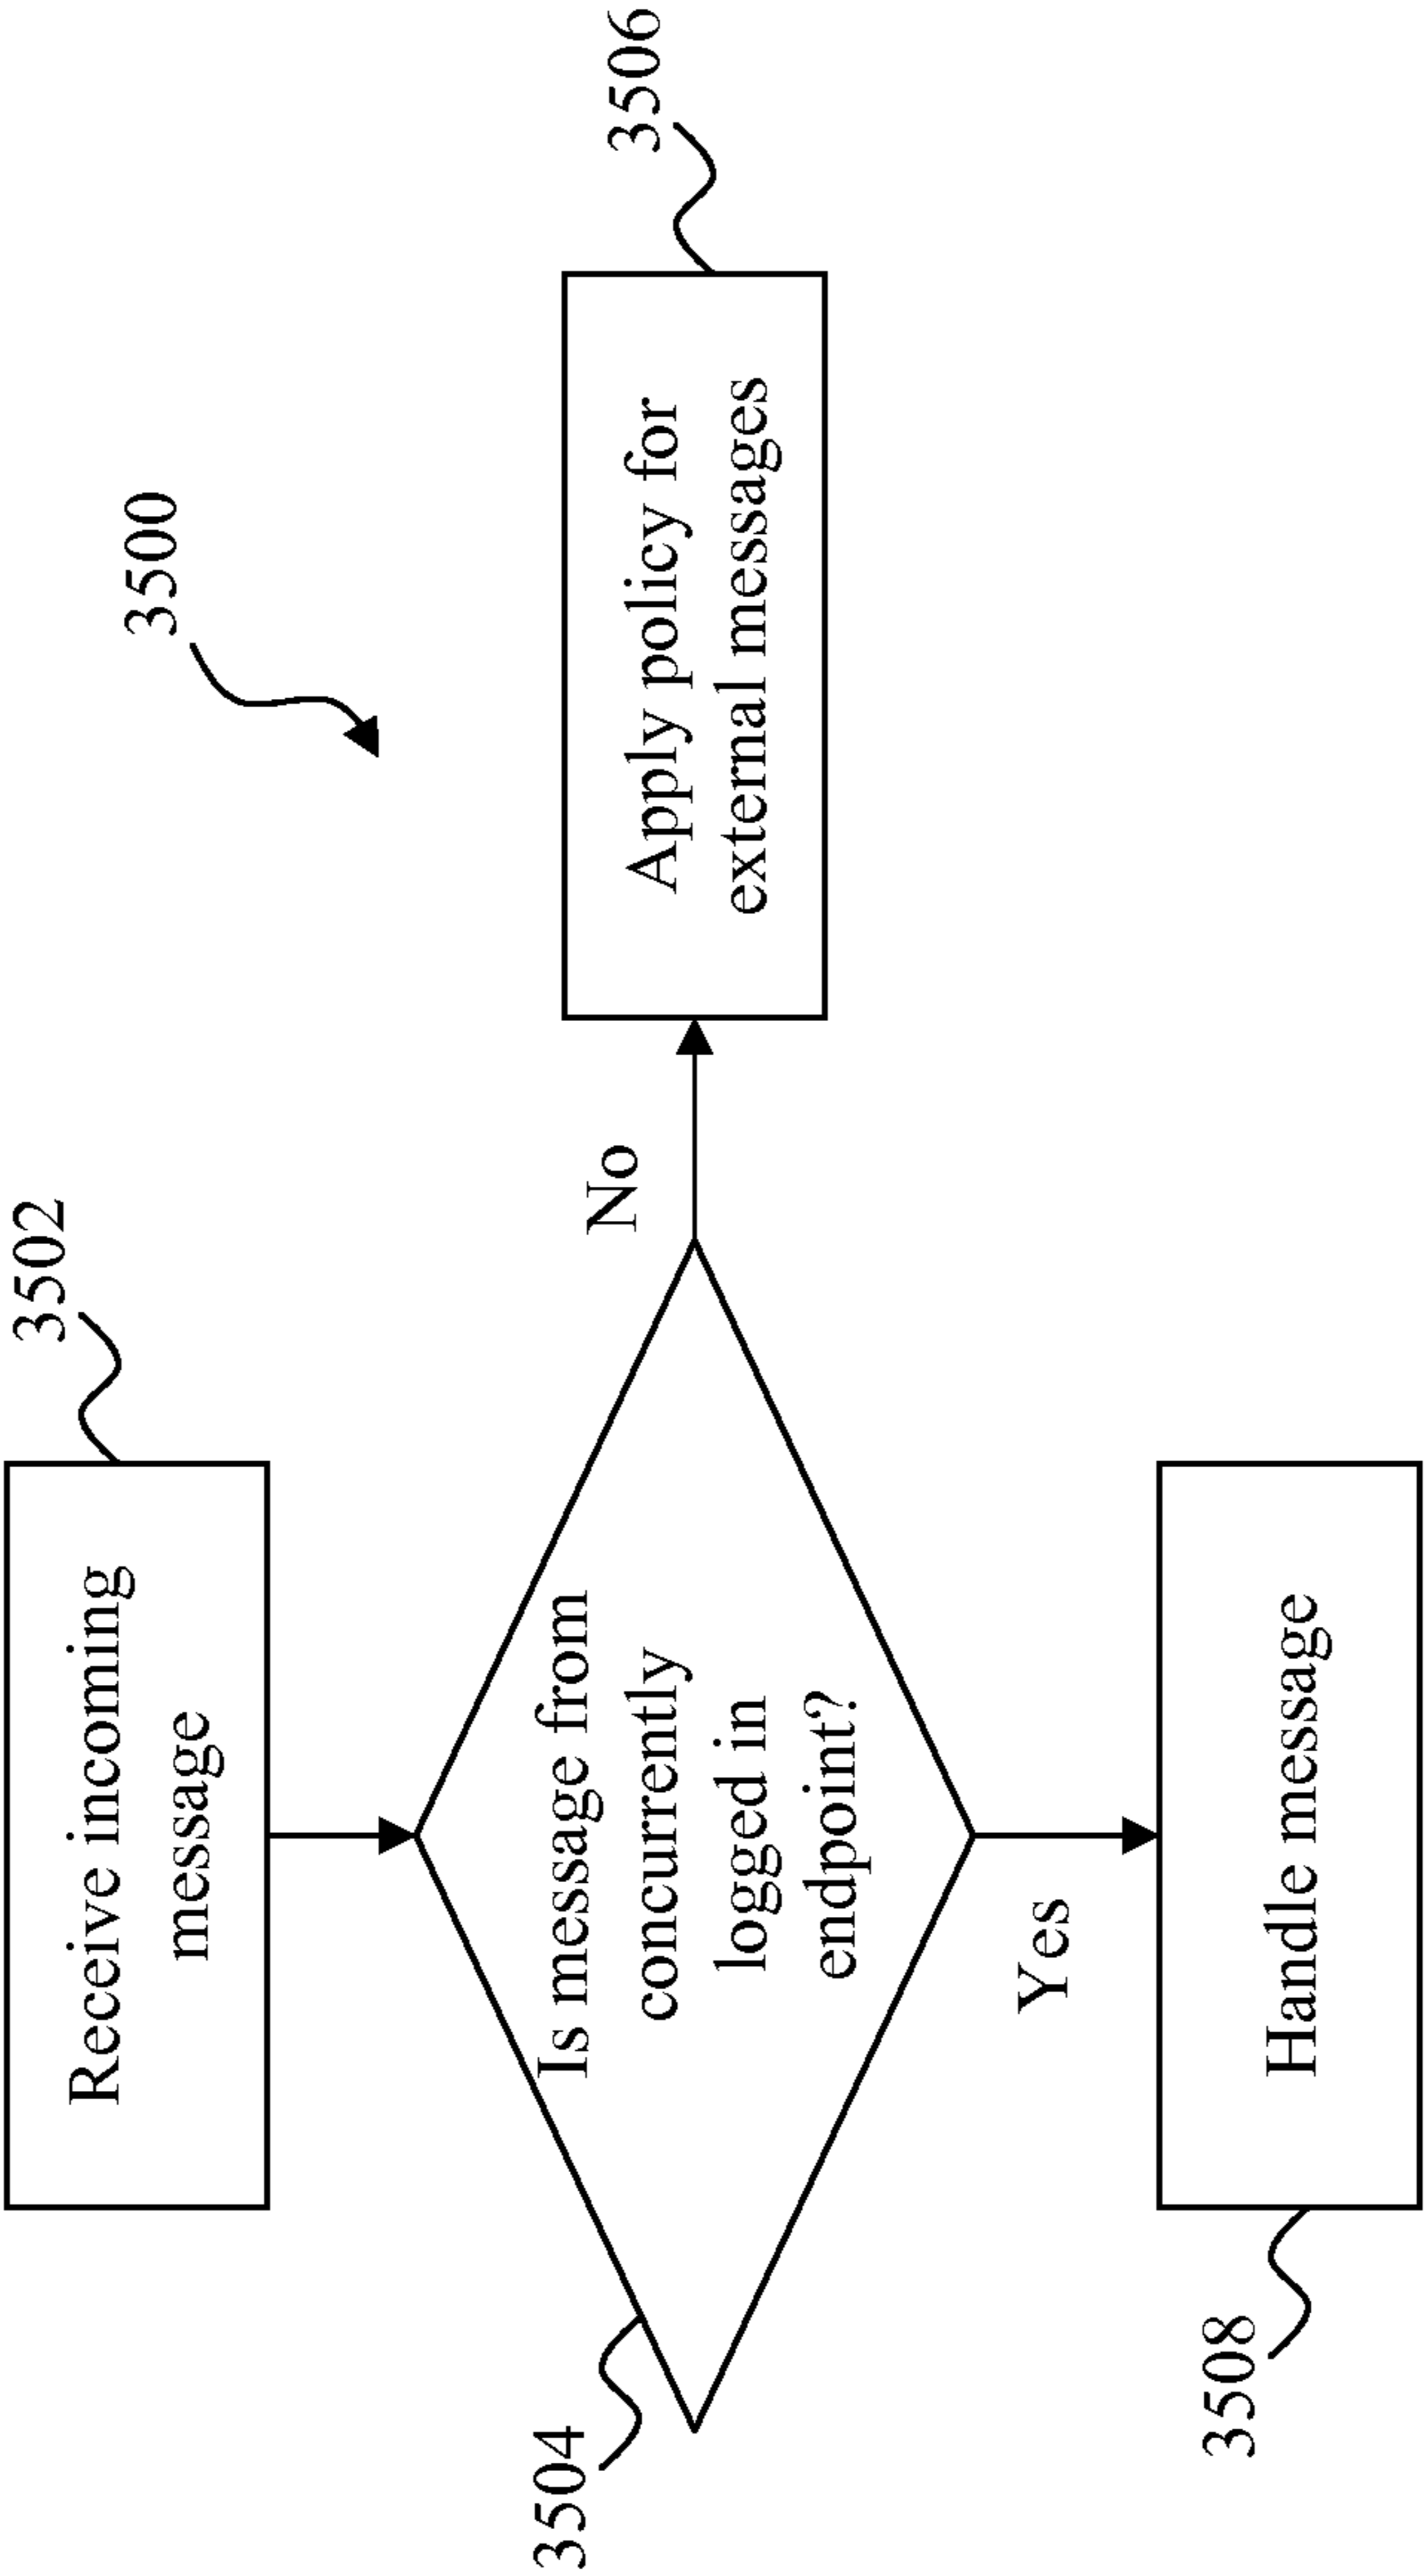 3500
3502
Receive incoming
message
3504
Is message from
concurrently
logged in
endpoint?
No
3506
Apply policy for
external messages
Yes
3508
Handle message